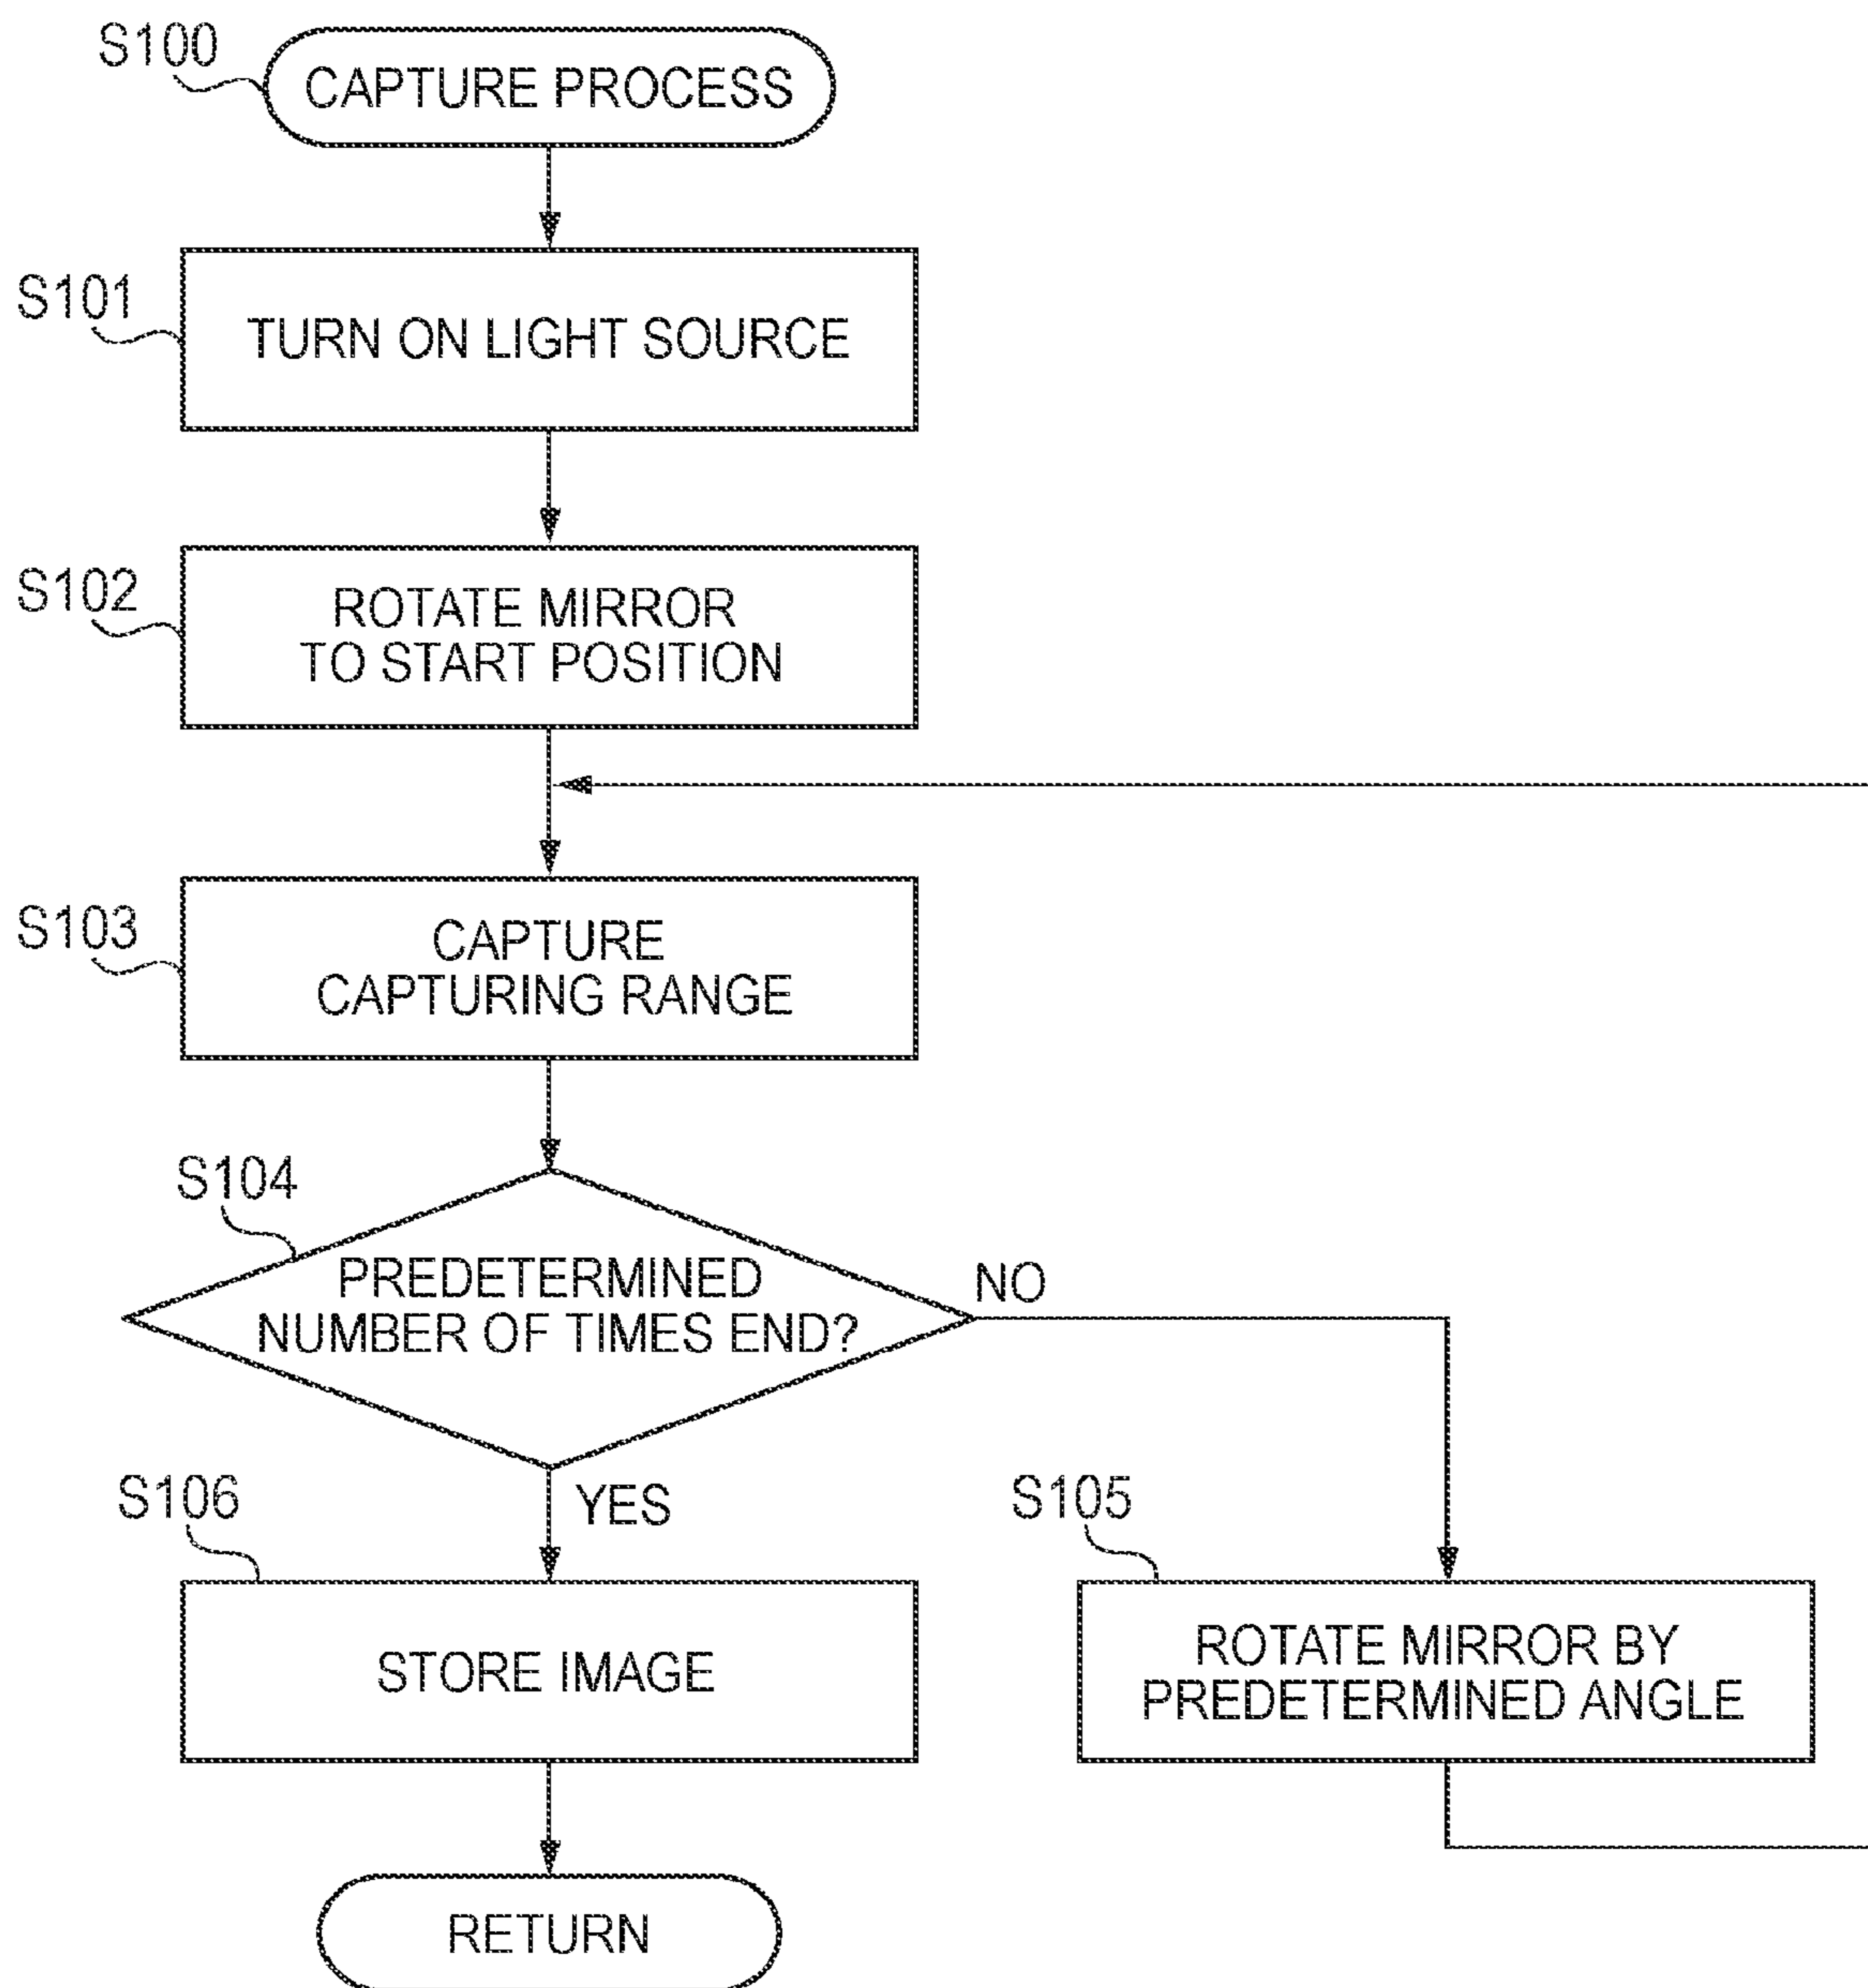 S100
CAPTURE PROCESS
S101
TURN ON LIGHT SOURCE
S102
ROTATE MIRROR
TO START POSITION
S103
CAPTURE
CAPTURING RANGE
S104
PREDETERMINED
NUMBER OF TIMES END?
NO
YES
S106
STORE IMAGE
S105
ROTATE MIRROR BY
PREDETERMINED ANGLE
RETURN